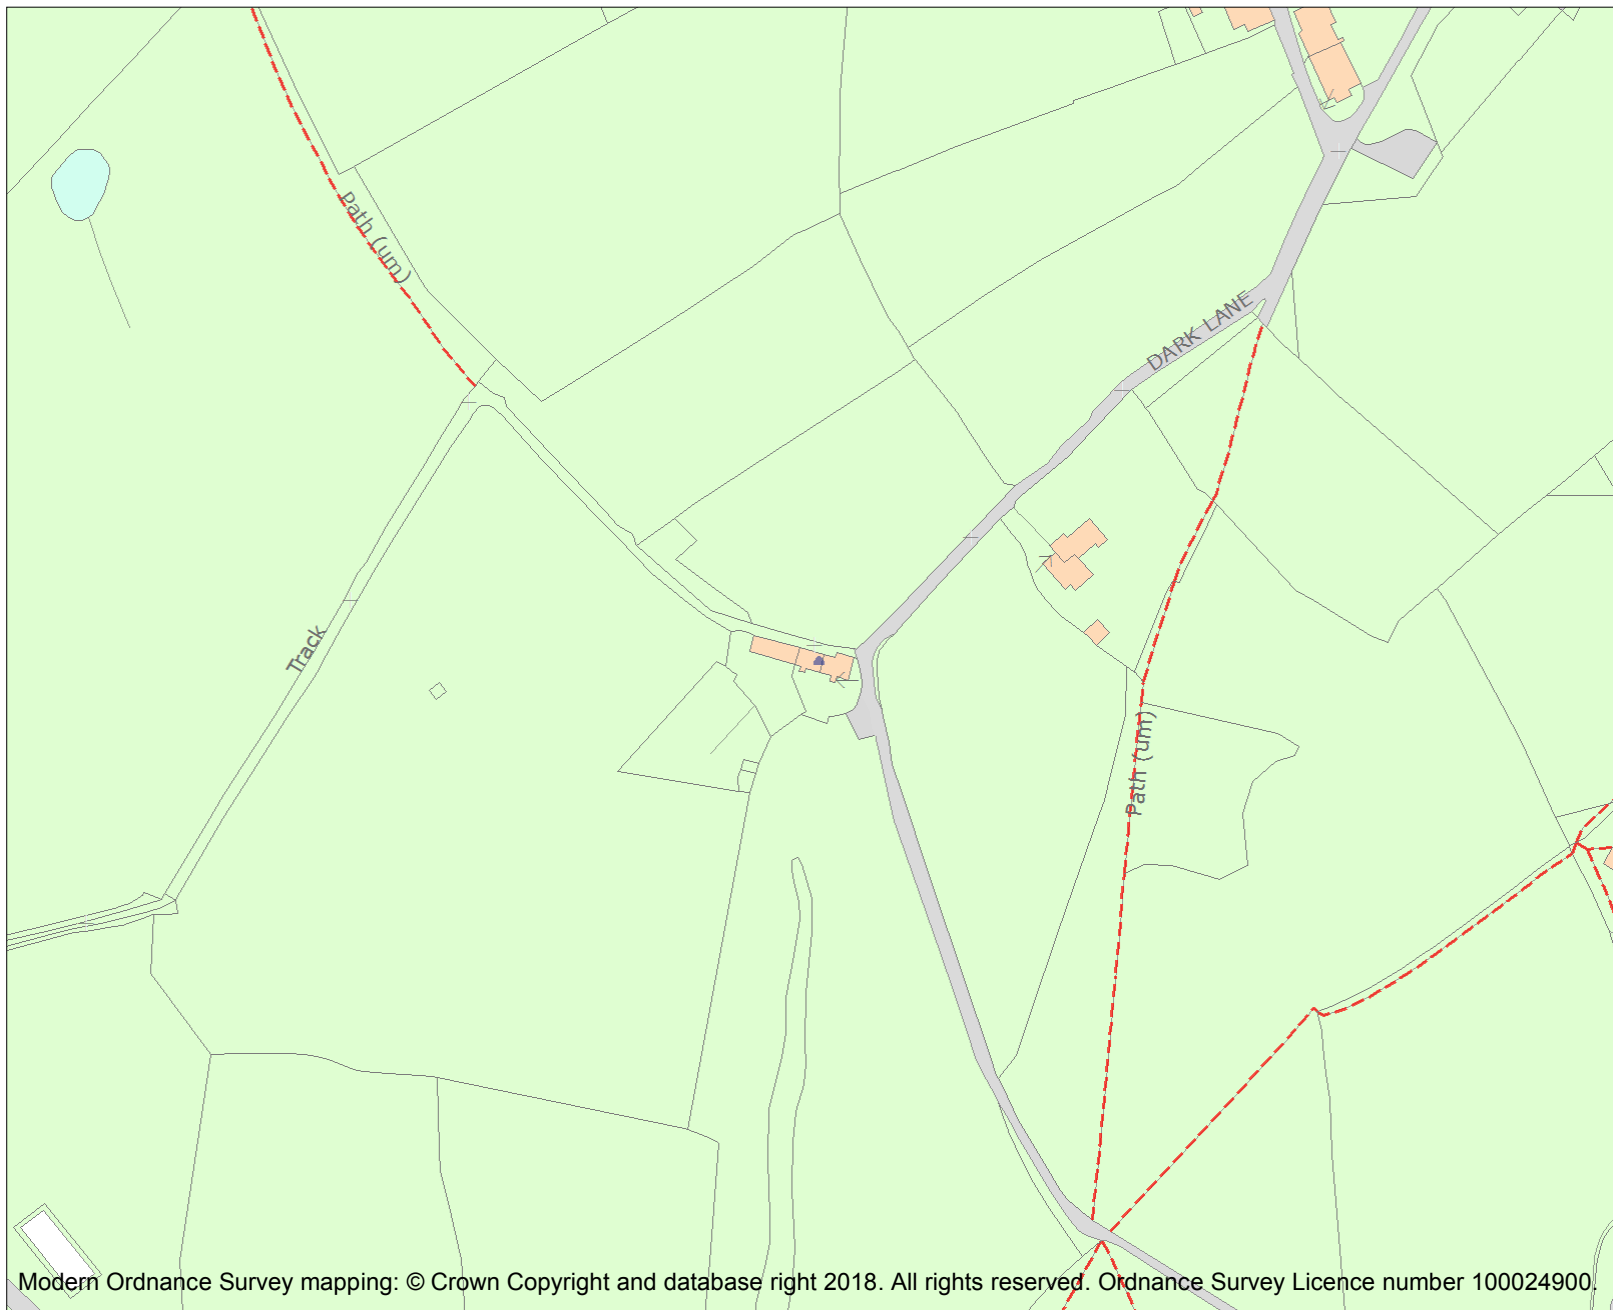 Path (um)
DARK LANE
Track
Path (um)
Modern Ordnance Survey mapping: © Crown Copyright and database right 2018. All rights reserved. Ordnance Survey Licence number 100024900.